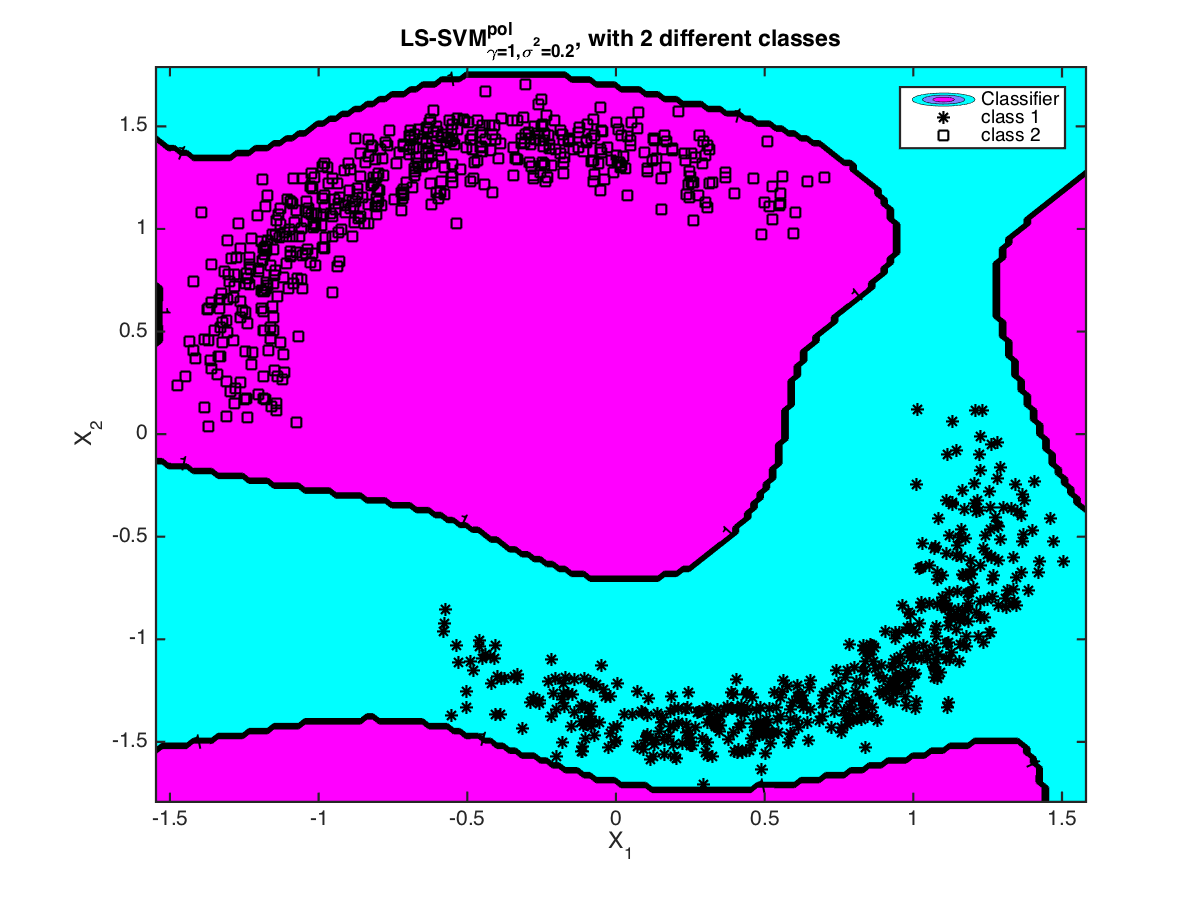 LS-SVM^pol_γ=1,σ²=0.2, with 2 different classes
Classifier
class 1
class 2
1.5
1
0.5
0
-0.5
-1
-1.5
X_2
-1.5 -1 -0.5 0 0.5 1 1.5
X_1